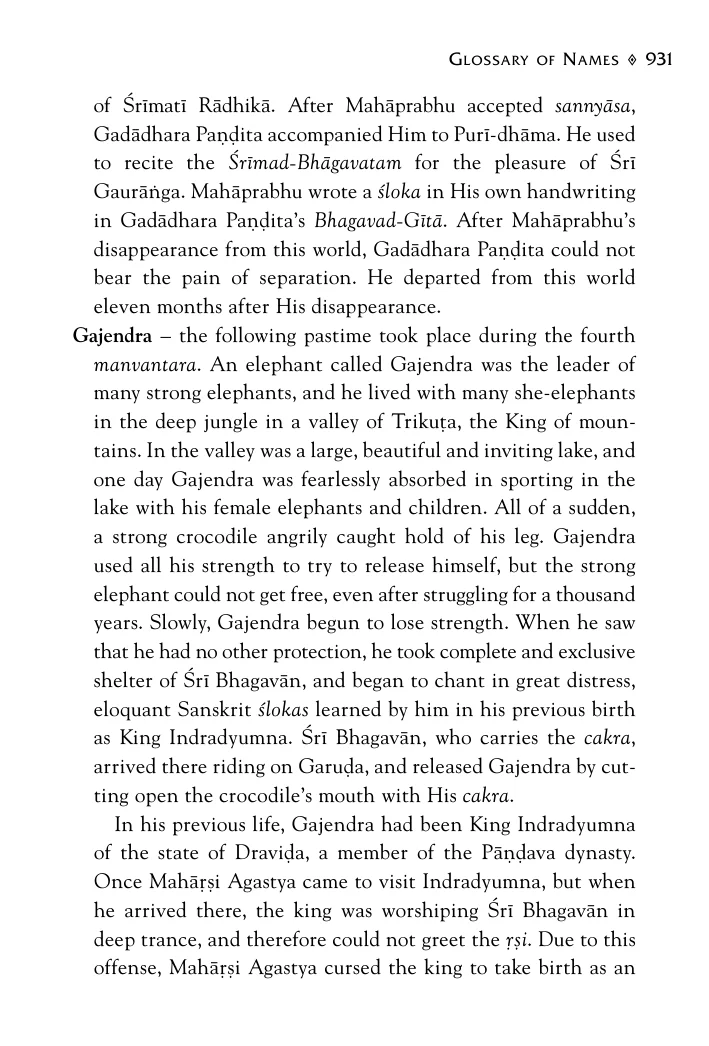 Glossary of Names ◊ 931
of Śrīmatī Rādhikā. After Mahāprabhu accepted sannyāsa,
Gadādhara Paṇḍita accompanied Him to Purī-dhāma. He used
to recite the Śrīmad-Bhāgavatam for the pleasure of Śrī
Gaurāṅga. Mahāprabhu wrote a śloka in His own handwriting
in Gadādhara Paṇḍita’s Bhagavad-Gītā. After Mahāprabhu’s
disappearance from this world, Gadādhara Paṇḍita could not
bear the pain of separation. He departed from this world
eleven months after His disappearance.
Gajendra – the following pastime took place during the fourth
manvantara. An elephant called Gajendra was the leader of
many strong elephants, and he lived with many she-elephants
in the deep jungle in a valley of Trikuṭa, the King of moun-
tains. In the valley was a large, beautiful and inviting lake, and
one day Gajendra was fearlessly absorbed in sporting in the
lake with his female elephants and children. All of a sudden,
a strong crocodile angrily caught hold of his leg. Gajendra
used all his strength to try to release himself, but the strong
elephant could not get free, even after struggling for a thousand
years. Slowly, Gajendra begun to lose strength. When he saw
that he had no other protection, he took complete and exclusive
shelter of Śrī Bhagavān, and began to chant in great distress,
eloquant Sanskrit ślokas learned by him in his previous birth
as King Indradyumna. Śrī Bhagavān, who carries the cakra,
arrived there riding on Garuḍa, and released Gajendra by cut-
ting open the crocodile’s mouth with His cakra.
In his previous life, Gajendra had been King Indradyumna
of the state of Draviḍa, a member of the Pāṇḍava dynasty.
Once Mahāṛṣi Agastya came to visit Indradyumna, but when
he arrived there, the king was worshiping Śrī Bhagavān in
deep trance, and therefore could not greet the ṛṣi. Due to this
offense, Mahāṛṣi Agastya cursed the king to take birth as an